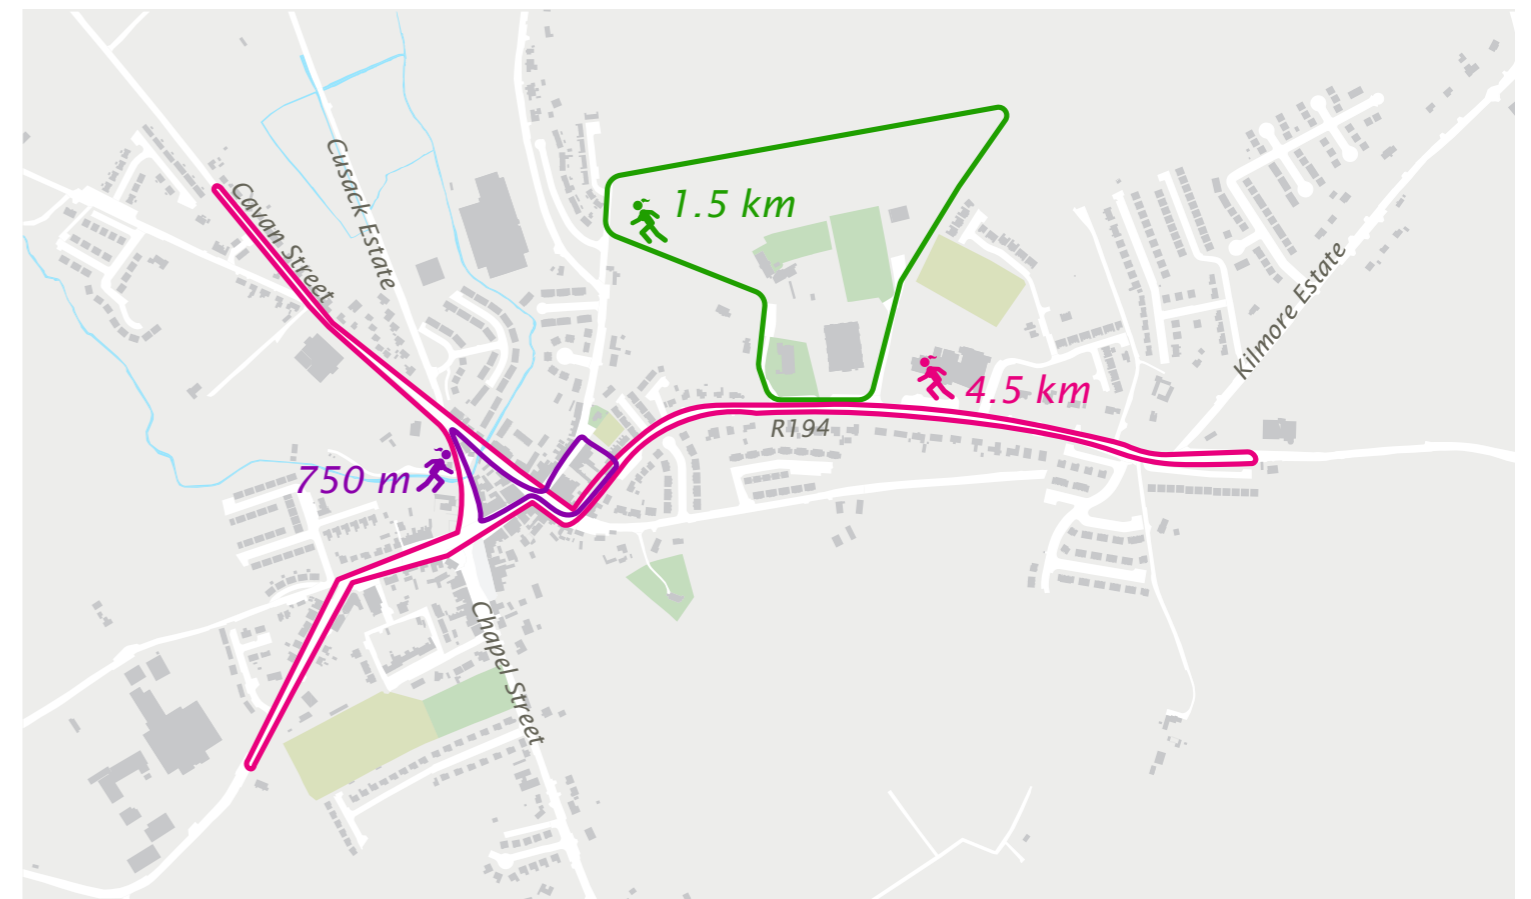 Cusack Estate
Cavan Street
1.5 km
Kilmore Estate
4.5 km
R194
750 m
Chapel Street